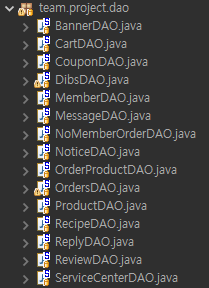 team.project.dao
BannerDAO.java
CartDAO.java
CouponDAO.java
DibsDAO.java
MemberDAO.java
MessageDAO.java
NoMemberOrderDAO.java
NoticeDAO.java
OrderProductDAO.java
OrdersDAO.java
ProductDAO.java
RecipeDAO.java
ReplyDAO.java
ReviewDAO.java
ServiceCenterDAO.java